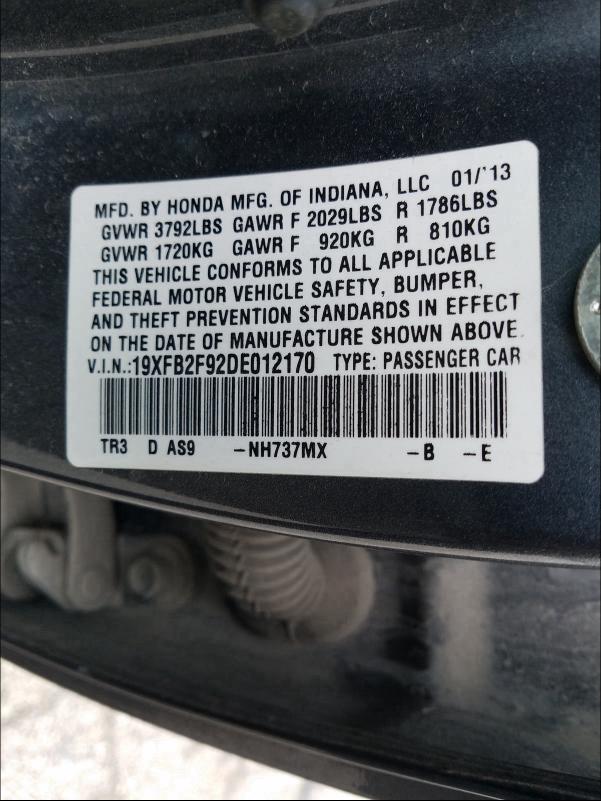 MFD. BY HONDA MFG. OF INDIANA, LLC 01/'13
GVWR 3792LBS GAWR F 2029LBS R 1786LBS
GVWR 1720KG GAWR F 920KG R 810KG
THIS VEHICLE CONFORMS TO ALL APPLICABLE
FEDERAL MOTOR VEHICLE SAFETY, BUMPER,
AND THEFT PREVENTION STANDARDS IN EFFECT
ON THE DATE OF MANUFACTURE SHOWN ABOVE.
V.I.N.:19XFB2F92DE012170 TYPE: PASSENGER CAR
TR3 D AS9 -NH737MX -B -E